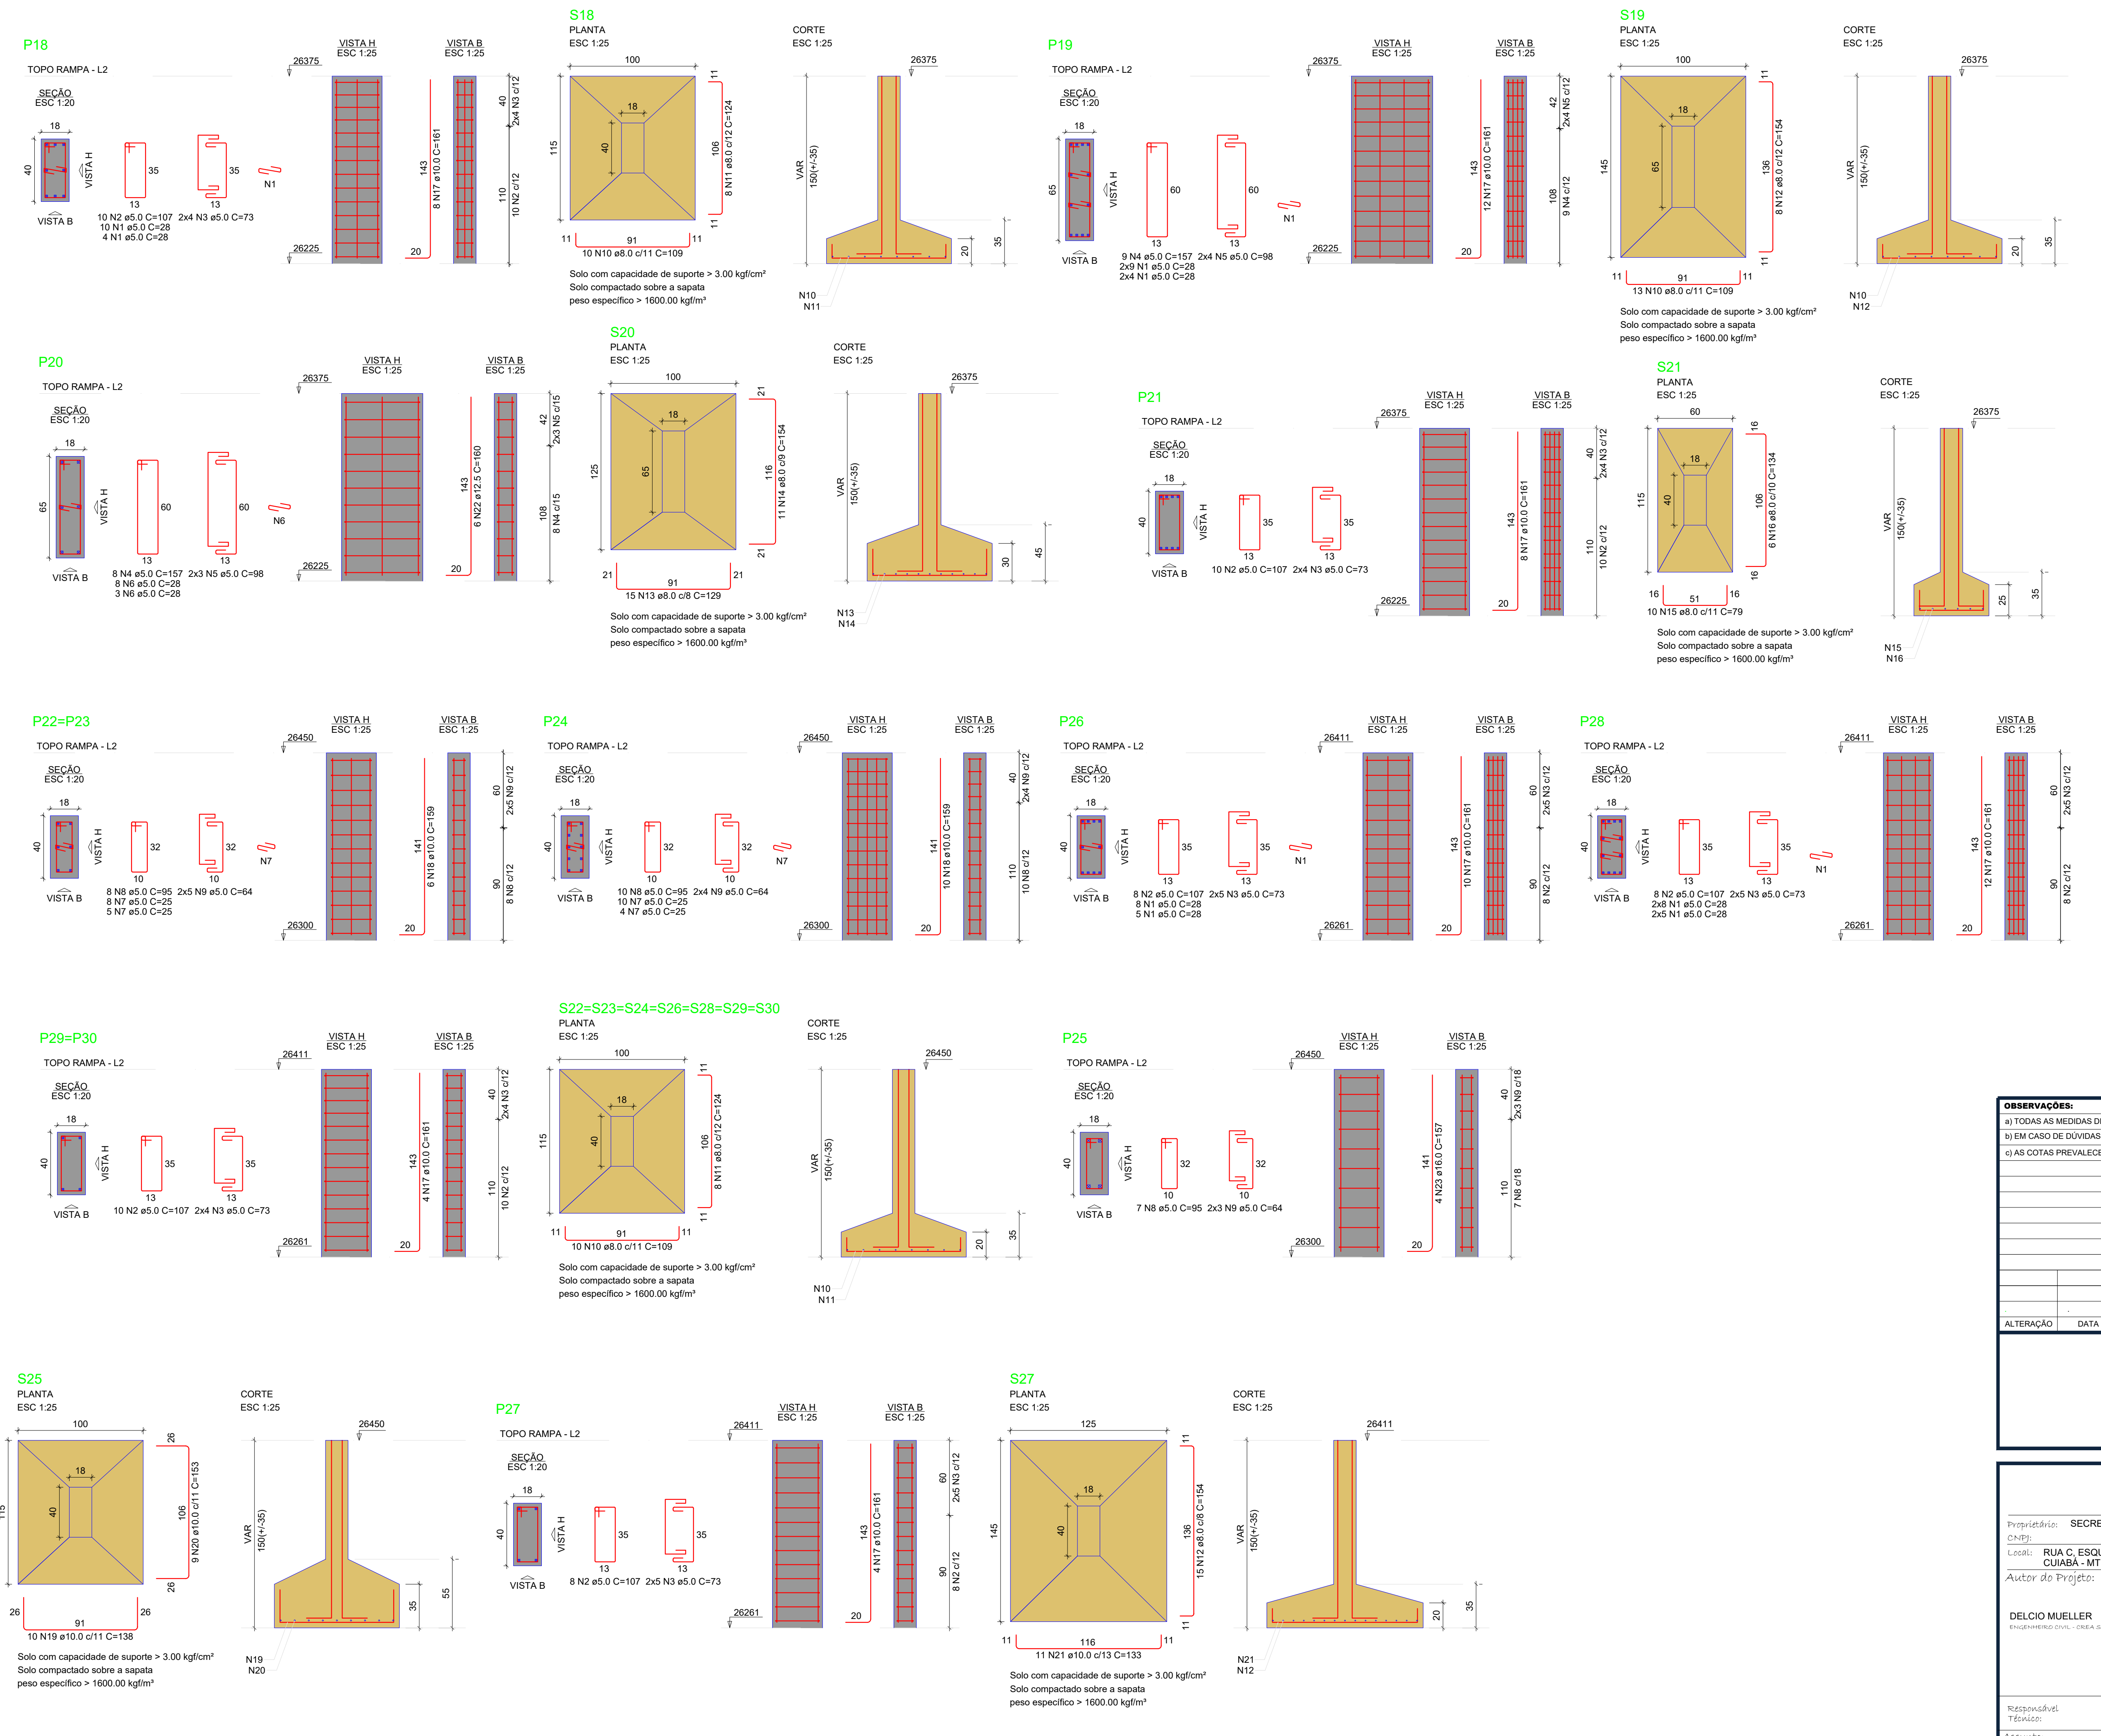 P18
TOPO RAMPA - L2
SEÇÃO
ESC 1:20
18
40
VISTA H
VISTA B
35
13
10 N2 ø5.0 C=107
10 N1 ø5.0 C=28
4 N1 ø5.0 C=28
35
13
2x4 N3 ø5.0 C=73
N1
VISTA H
ESC 1:25
26375
26225
143
8 N17 ø10.0 C=161
20
VISTA B
ESC 1:25
40
2x4 N3 c/12
110
10 N2 c/12
S18
PLANTA
ESC 1:25
100
115
18
40
11
106
8 N11 ø8.0 c/12 C=124
11
11
91
11
10 N10 ø8.0 c/11 C=109
Solo com capacidade de suporte > 3.00 kgf/cm²
Solo compactado sobre a sapata
peso específico > 1600.00 kgf/m³
CORTE
ESC 1:25
26375
VAR
150(+/-35)
20
35
N10
N11
P19
TOPO RAMPA - L2
SEÇÃO
ESC 1:20
18
65
VISTA H
VISTA B
60
13
9 N4 ø5.0 C=157
2x9 N1 ø5.0 C=28
2x4 N1 ø5.0 C=28
60
13
2x4 N5 ø5.0 C=98
N1
VISTA H
ESC 1:25
26375
26225
143
12 N17 ø10.0 C=161
20
VISTA B
ESC 1:25
42
2x4 N5 c/12
108
9 N4 c/12
S19
PLANTA
ESC 1:25
100
145
18
65
11
136
8 N12 ø8.0 c/12 C=154
11
11
91
11
13 N10 ø8.0 c/11 C=109
Solo com capacidade de suporte > 3.00 kgf/cm²
Solo compactado sobre a sapata
peso específico > 1600.00 kgf/m³
CORTE
ESC 1:25
26375
VAR
150(+/-35)
20
35
N10
N12
P20
TOPO RAMPA - L2
SEÇÃO
ESC 1:20
18
65
VISTA H
VISTA B
60
13
8 N4 ø5.0 C=157
8 N6 ø5.0 C=28
3 N6 ø5.0 C=28
60
13
2x3 N5 ø5.0 C=98
N6
VISTA H
ESC 1:25
26375
26225
143
6 N22 ø12.5 C=160
20
VISTA B
ESC 1:25
42
2x3 N5 c/15
108
8 N4 c/15
S20
PLANTA
ESC 1:25
100
125
18
65
21
116
11 N14 ø8.0 c/9 C=154
21
21
91
21
15 N13 ø8.0 c/8 C=129
Solo com capacidade de suporte > 3.00 kgf/cm²
Solo compactado sobre a sapata
peso específico > 1600.00 kgf/m³
CORTE
ESC 1:25
26375
VAR
150(+/-35)
30
45
N13
N14
P21
TOPO RAMPA - L2
SEÇÃO
ESC 1:20
18
40
VISTA H
VISTA B
35
13
10 N2 ø5.0 C=107
35
13
2x4 N3 ø5.0 C=73
VISTA H
ESC 1:25
26375
26225
143
8 N17 ø10.0 C=161
20
VISTA B
ESC 1:25
40
2x4 N3 c/12
110
10 N2 c/12
S21
PLANTA
ESC 1:25
60
115
18
40
16
106
6 N16 ø8.0 c/10 C=134
16
16
51
16
10 N15 ø8.0 c/11 C=79
Solo com capacidade de suporte > 3.00 kgf/cm²
Solo compactado sobre a sapata
peso específico > 1600.00 kgf/m³
CORTE
ESC 1:25
26375
VAR
150(+/-35)
25
35
N15
N16
P22=P23
TOPO RAMPA - L2
SEÇÃO
ESC 1:20
18
40
VISTA H
VISTA B
32
10
8 N8 ø5.0 C=95
8 N7 ø5.0 C=25
5 N7 ø5.0 C=25
32
10
2x5 N9 ø5.0 C=64
N7
VISTA H
ESC 1:25
26450
26300
141
6 N18 ø10.0 C=159
20
VISTA B
ESC 1:25
60
2x5 N9 c/12
90
8 N8 c/12
P24
TOPO RAMPA - L2
SEÇÃO
ESC 1:20
18
40
VISTA H
VISTA B
32
10
10 N8 ø5.0 C=95
10 N7 ø5.0 C=25
4 N7 ø5.0 C=25
32
10
2x4 N9 ø5.0 C=64
N7
VISTA H
ESC 1:25
26450
26300
141
10 N18 ø10.0 C=159
20
VISTA B
ESC 1:25
40
2x4 N9 c/12
110
10 N8 c/12
P26
TOPO RAMPA - L2
SEÇÃO
ESC 1:20
18
40
VISTA H
VISTA B
35
13
8 N2 ø5.0 C=107
8 N1 ø5.0 C=28
5 N1 ø5.0 C=28
35
13
2x5 N3 ø5.0 C=73
N1
VISTA H
ESC 1:25
26411
26261
143
10 N17 ø10.0 C=161
20
VISTA B
ESC 1:25
60
2x5 N3 c/12
90
8 N2 c/12
P28
TOPO RAMPA - L2
SEÇÃO
ESC 1:20
18
40
VISTA H
VISTA B
35
13
8 N2 ø5.0 C=107
2x8 N1 ø5.0 C=28
2x5 N1 ø5.0 C=28
35
13
2x5 N3 ø5.0 C=73
N1
VISTA H
ESC 1:25
26411
26261
143
12 N17 ø10.0 C=161
20
VISTA B
ESC 1:25
60
2x5 N3 c/12
90
8 N2 c/12
P29=P30
TOPO RAMPA - L2
SEÇÃO
ESC 1:20
18
40
VISTA H
VISTA B
35
13
10 N2 ø5.0 C=107
35
13
2x4 N3 ø5.0 C=73
VISTA H
ESC 1:25
26411
26261
143
4 N17 ø10.0 C=161
20
VISTA B
ESC 1:25
40
2x4 N3 c/12
110
10 N2 c/12
S22=S23=S24=S26=S28=S29=S30
PLANTA
ESC 1:25
100
115
18
40
11
106
8 N11 ø8.0 c/12 C=124
11
11
91
11
10 N10 ø8.0 c/11 C=109
Solo com capacidade de suporte > 3.00 kgf/cm²
Solo compactado sobre a sapata
peso específico > 1600.00 kgf/m³
CORTE
ESC 1:25
26450
VAR
150(+/-35)
20
35
N10
N11
P25
TOPO RAMPA - L2
SEÇÃO
ESC 1:20
18
40
VISTA H
VISTA B
32
10
7 N8 ø5.0 C=95
32
10
2x3 N9 ø5.0 C=64
VISTA H
ESC 1:25
26450
26300
141
4 N23 ø16.0 C=157
20
VISTA B
ESC 1:25
40
2x3 N9 c/18
110
7 N8 c/18
S25
PLANTA
ESC 1:25
100
115
18
40
26
106
9 N20 ø10.0 c/11 C=153
26
26
91
26
10 N19 ø10.0 c/11 C=138
Solo com capacidade de suporte > 3.00 kgf/cm²
Solo compactado sobre a sapata
peso específico > 1600.00 kgf/m³
CORTE
ESC 1:25
26450
VAR
150(+/-35)
35
55
N19
N20
P27
TOPO RAMPA - L2
SEÇÃO
ESC 1:20
18
40
VISTA H
VISTA B
35
13
8 N2 ø5.0 C=107
35
13
2x5 N3 ø5.0 C=73
VISTA H
ESC 1:25
26411
26261
143
4 N17 ø10.0 C=161
20
VISTA B
ESC 1:25
60
2x5 N3 c/12
90
8 N2 c/12
S27
PLANTA
ESC 1:25
125
145
18
40
11
136
15 N12 ø8.0 c/8 C=154
11
11
116
11
11 N21 ø10.0 c/13 C=133
Solo com capacidade de suporte > 3.00 kgf/cm²
Solo compactado sobre a sapata
peso específico > 1600.00 kgf/m³
CORTE
ESC 1:25
26411
VAR
150(+/-35)
20
35
N21
N12
OBSERVAÇÕES:
a) TODAS AS MEDIDAS
b) EM CASO DE DÚVIDAS
c) AS COTAS
ALTERAÇÃO DATA
Proprietário:
CNPJ:
Local: RUA C,
CUIABÁ - MT
Autor do Projeto:
DELCIO MUELLER
ENGENHEIRO CIVIL - CREA
Responsável
Técnico: